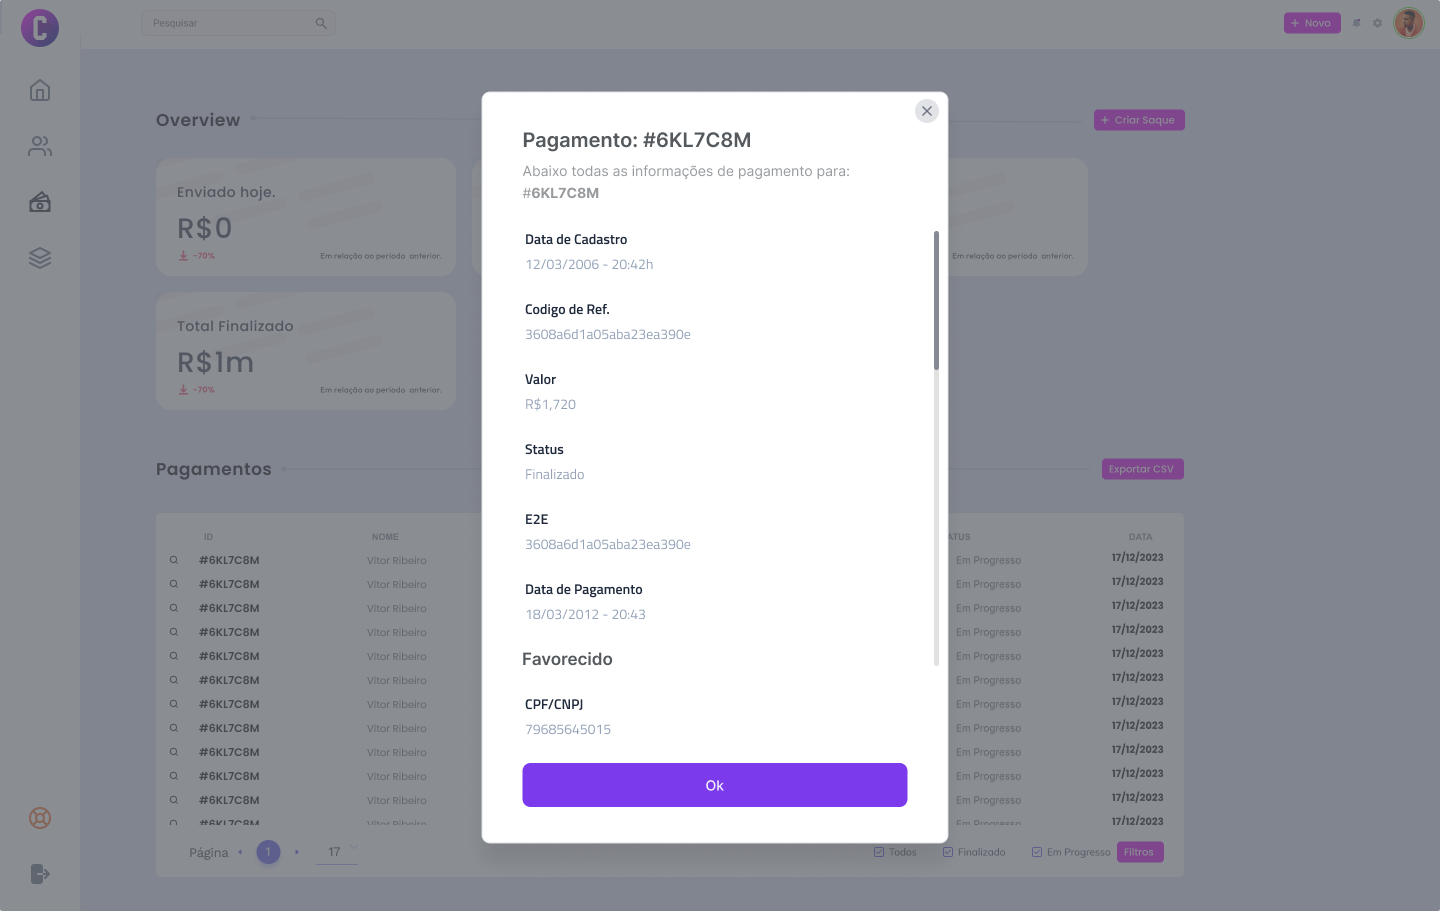 C
Pesquisar
+ Novo
Overview
+ Criar Saque
Enviado hoje.
R$0
-70%
Em relação ao período anterior.
Em relação ao período anterior.
Total Finalizado
R$1m
-70%
Em relação ao período anterior.
Pagamentos
Exportar CSV
ID NOME ATUS DATA
#6KL7C8M Vitor Ribeiro Em Progresso 17/12/2023
#6KL7C8M Vitor Ribeiro Em Progresso 17/12/2023
#6KL7C8M Vitor Ribeiro Em Progresso 17/12/2023
#6KL7C8M Vitor Ribeiro Em Progresso 17/12/2023
#6KL7C8M Vitor Ribeiro Em Progresso 17/12/2023
#6KL7C8M Vitor Ribeiro Em Progresso 17/12/2023
#6KL7C8M Vitor Ribeiro Em Progresso 17/12/2023
#6KL7C8M Vitor Ribeiro Em Progresso 17/12/2023
#6KL7C8M Vitor Ribeiro Em Progresso 17/12/2023
#6KL7C8M Vitor Ribeiro Em Progresso 17/12/2023
#6KL7C8M Vitor Ribeiro Em Progresso 17/12/2023
#6KL7C8M Vitor Ribeiro Em Progresso 17/12/2023
Página 1 17
Todos Finalizado Em Progresso Filtros
Pagamento: #6KL7C8M
Abaixo todas as informações de pagamento para:
#6KL7C8M
Data de Cadastro
12/03/2006 - 20:42h
Codigo de Ref.
3608a6d1a05aba23ea390e
Valor
R$1,720
Status
Finalizado
E2E
3608a6d1a05aba23ea390e
Data de Pagamento
18/03/2012 - 20:43
Favorecido
CPF/CNPJ
79685645015
Ok